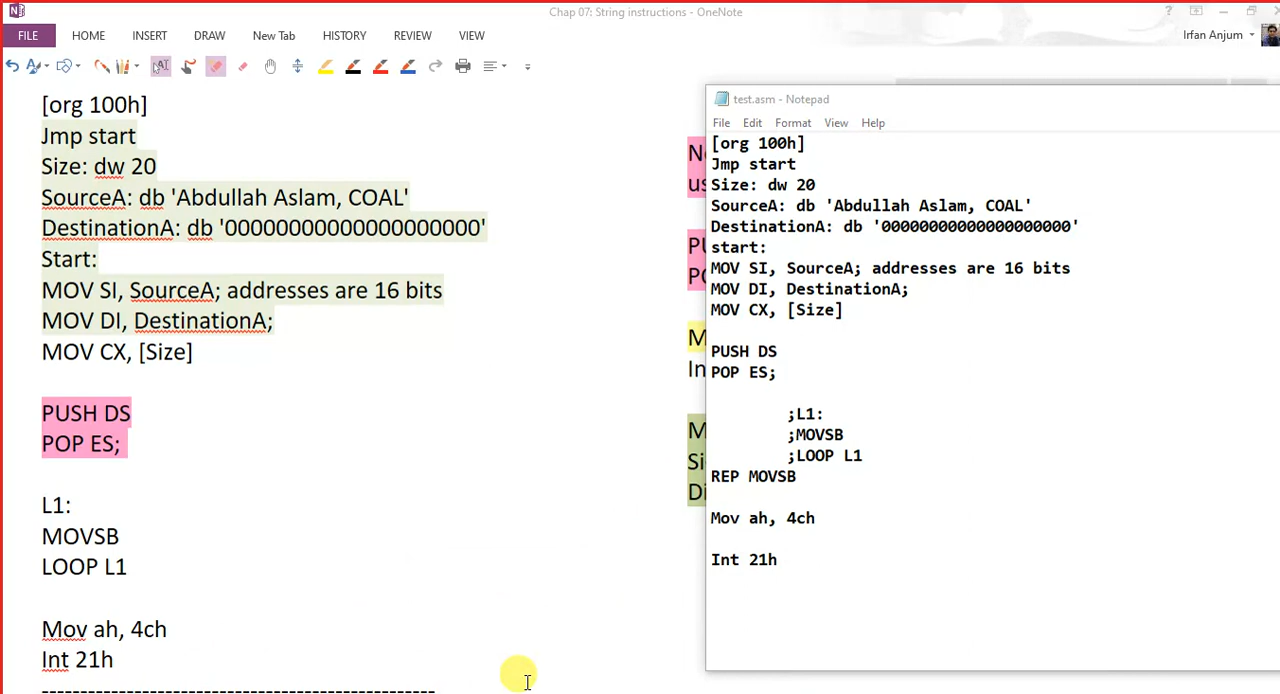 Chap 07: String instructions - OneNote
Irfan Anjum
FILE HOME INSERT DRAW New Tab HISTORY REVIEW VIEW
[org 100h]
Jmp start
Size: dw 20
SourceA: db 'Abdullah Aslam, COAL'
DestinationA: db '00000000000000000000'
Start:
MOV SI, SourceA; addresses are 16 bits
MOV DI, DestinationA;
MOV CX, [Size]
PUSH DS
POP ES;
L1:
MOVSB
LOOP L1
Mov ah, 4ch
Int 21h
-------------------------------------------------
test.asm - Notepad
File Edit Format View Help
[org 100h]
Jmp start
Size: dw 20
SourceA: db 'Abdullah Aslam, COAL'
DestinationA: db '00000000000000000000'
start:
MOV SI, SourceA; addresses are 16 bits
MOV DI, DestinationA;
MOV CX, [Size]
PUSH DS
POP ES;
;L1:
;MOVSB
;LOOP L1
REP MOVSB
Mov ah, 4ch
Int 21h